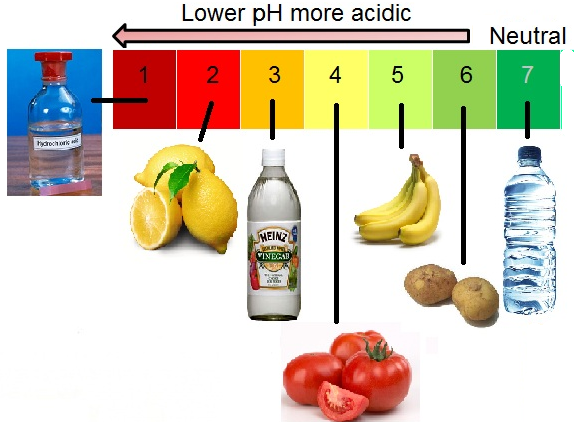 Lower pH more acidic
Neutral
1 2 3 4 5 6 7
Hydrochloric acid
HEINZ
VINEGAR